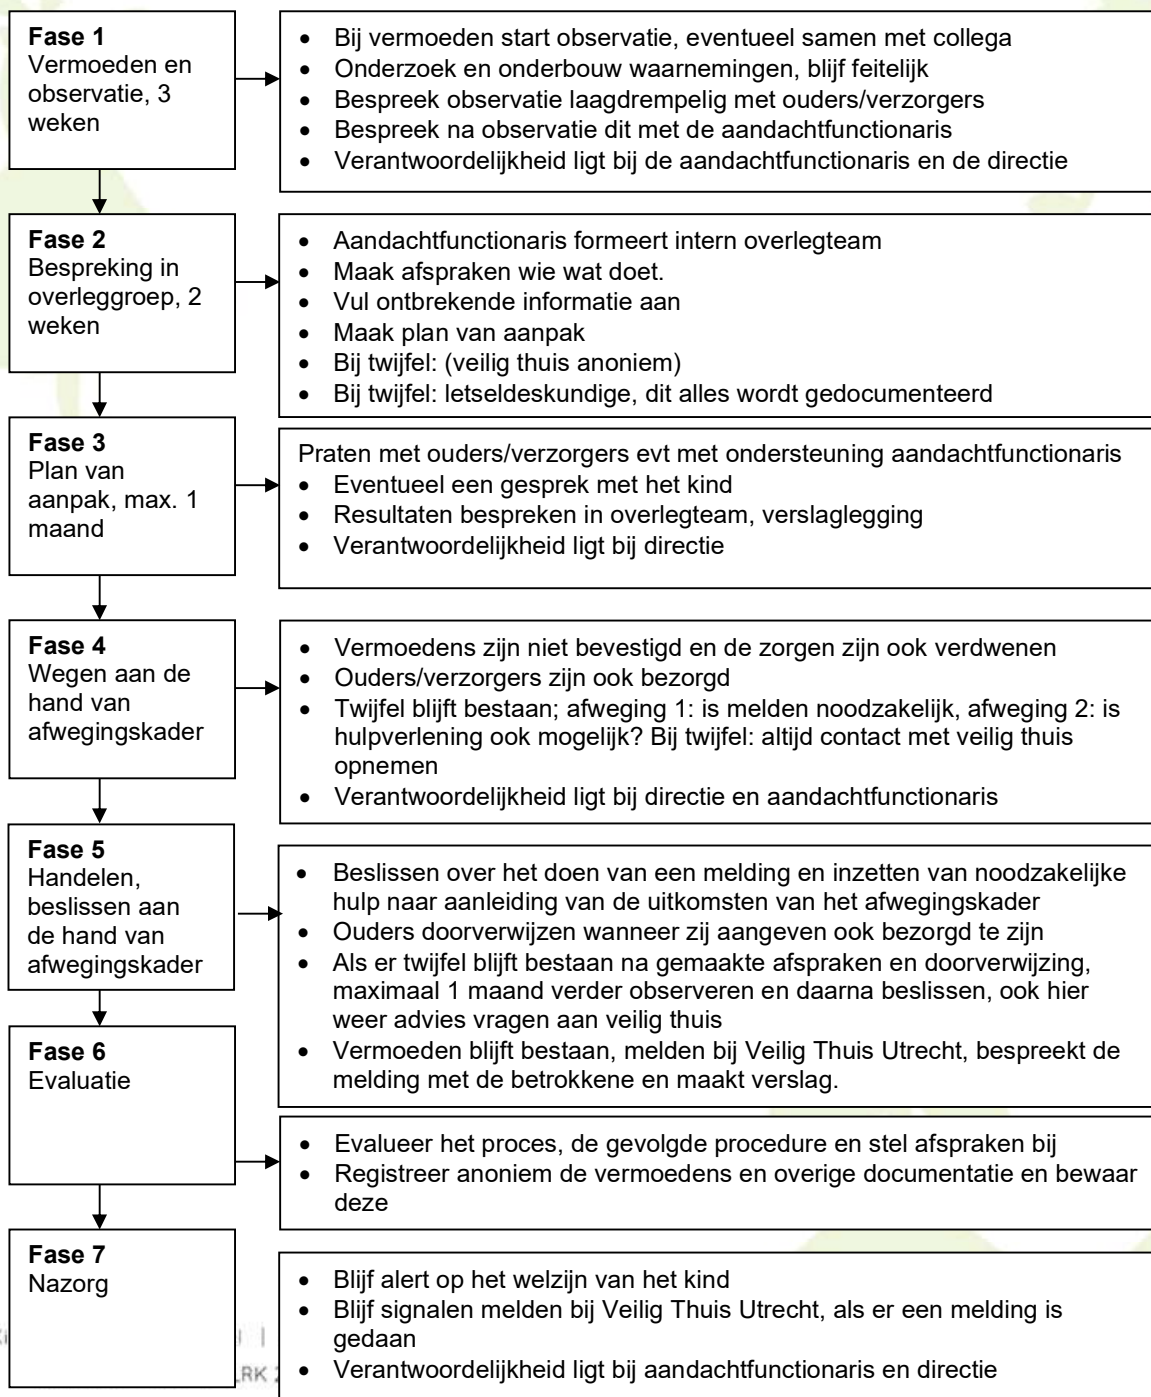 Fase 1
Vermoeden en
observatie, 3
weken
• Bij vermoeden start observatie, eventueel samen met collega
• Onderzoek en onderbouw waarnemingen, blijf feitelijk
• Bespreek observatie laagdrempelig met ouders/verzorgers
• Bespreek na observatie dit met de aandachtfunctionaris
• Verantwoordelijkheid ligt bij de aandachtfunctionaris en de directie
Fase 2
Bespreking in
overleggroep, 2
weken
• Aandachtfunctionaris formeert intern overlegteam
• Maak afspraken wie wat doet.
• Vul ontbrekende informatie aan
• Maak plan van aanpak
• Bij twijfel: (veilig thuis anoniem)
• Bij twijfel: letseldeskundige, dit alles wordt gedocumenteerd
Fase 3
Plan van
aanpak, max. 1
maand
Praten met ouders/verzorgers evt met ondersteuning aandachtfunctionaris
• Eventueel een gesprek met het kind
• Resultaten bespreken in overlegteam, verslaglegging
• Verantwoordelijkheid ligt bij directie
Fase 4
Wegen aan de
hand van
afwegingskader
• Vermoedens zijn niet bevestigd en de zorgen zijn ook verdwenen
• Ouders/verzorgers zijn ook bezorgd
• Twijfel blijft bestaan; afweging 1: is melden noodzakelijk, afweging 2: is
hulpverlening ook mogelijk? Bij twijfel: altijd contact met veilig thuis
opnemen
• Verantwoordelijkheid ligt bij directie en aandachtfunctionaris
Fase 5
Handelen,
beslissen aan
de hand van
afwegingskader
• Beslissen over het doen van een melding en inzetten van noodzakelijke
hulp naar aanleiding van de uitkomsten van het afwegingskader
• Ouders doorverwijzen wanneer zij aangeven ook bezorgd te zijn
• Als er twijfel blijft bestaan na gemaakte afspraken en doorverwijzing,
maximaal 1 maand verder observeren en daarna beslissen, ook hier
weer advies vragen aan veilig thuis
• Vermoeden blijft bestaan, melden bij Veilig Thuis Utrecht, bespreekt de
melding met de betrokkene en maakt verslag.
Fase 6
Evaluatie
• Evalueer het proces, de gevolgde procedure en stel afspraken bij
• Registreer anoniem de vermoedens en overige documentatie en bewaar
deze
Fase 7
Nazorg
• Blijf alert op het welzijn van het kind
• Blijf signalen melden bij Veilig Thuis Utrecht, als er een melding is
gedaan
• Verantwoordelijkheid ligt bij aandachtfunctionaris en directie